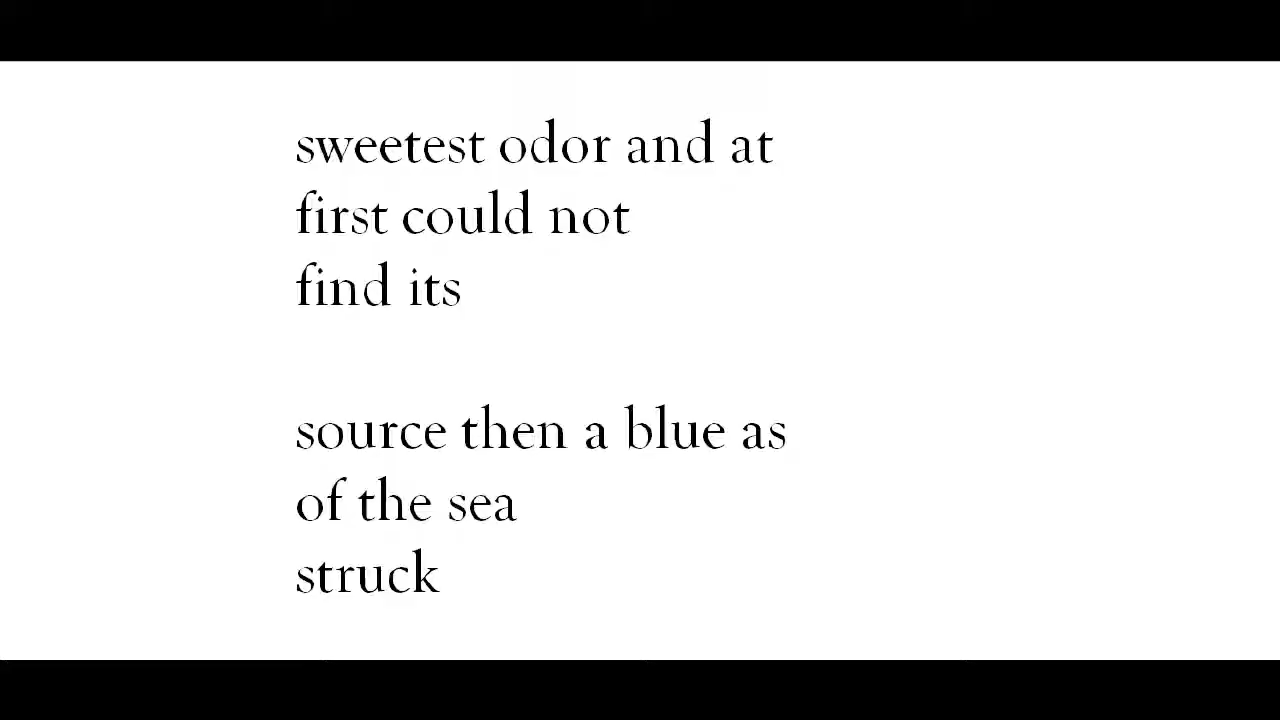 sweetest odor and at
first could not
find its
source then a blue as
of the sea
struck